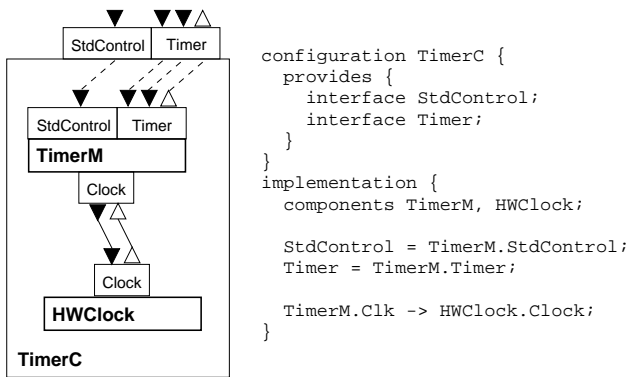 StdControl Timer
StdControl Timer
TimerM
Clock
Clock
HWClock
TimerC
configuration TimerC {
  provides {
    interface StdControl;
    interface Timer;
  }
}
implementation {
  components TimerM, HWClock;

  StdControl = TimerM.StdControl;
  Timer = TimerM.Timer;

  TimerM.Clk -> HWClock.Clock;
}